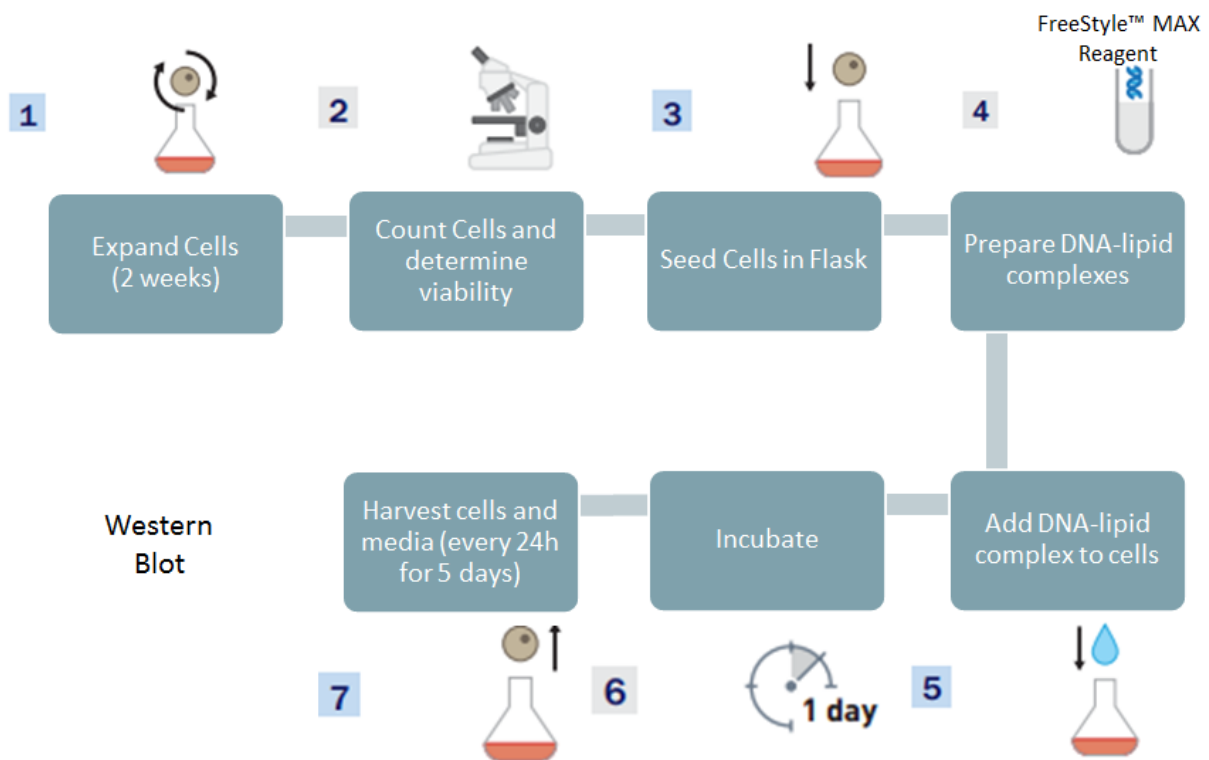 FreeStyle™ MAX
Reagent
1
2
3
4
Expand Cells
(2 weeks)
Count Cells and
determine
viability
Seed Cells in Flask
Prepare DNA-lipid
complexes
Western
Blot
Harvest cells and
media (every 24h
for 5 days)
Incubate
Add DNA-lipid
complex to cells
7
6
1 day
5